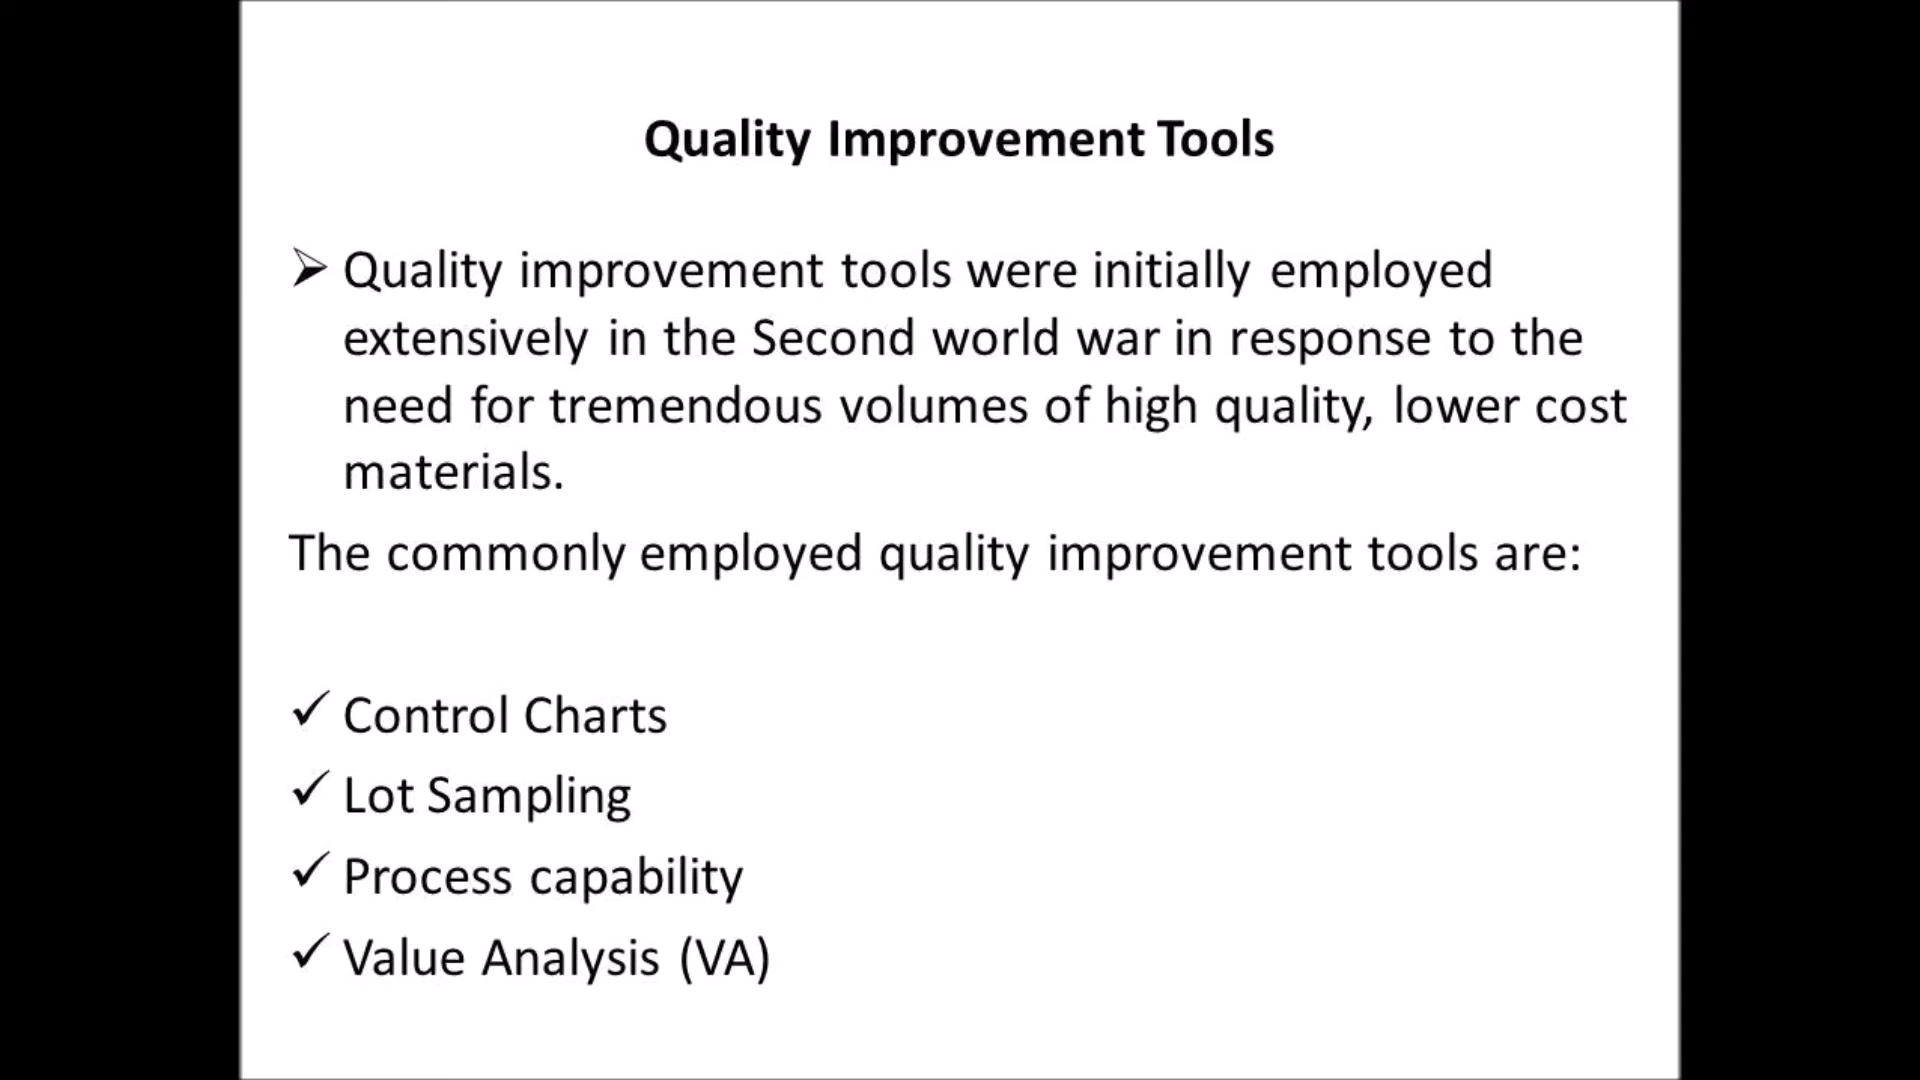 Quality Improvement Tools
➢ Quality improvement tools were initially employed
extensively in the Second world war in response to the
need for tremendous volumes of high quality, lower cost
materials.
The commonly employed quality improvement tools are:
✓ Control Charts
✓ Lot Sampling
✓ Process capability
✓ Value Analysis (VA)